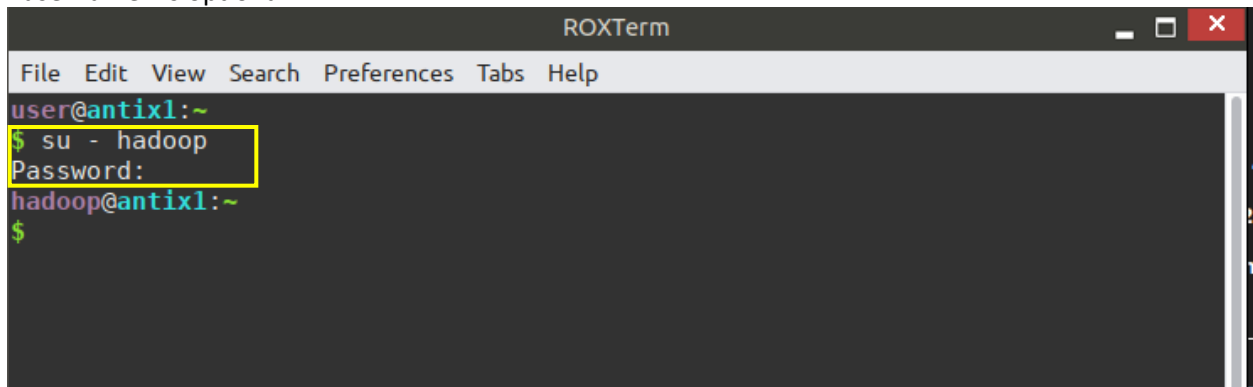 ROXTerm
File Edit View Search Preferences Tabs Help
user@antix1:~
$ su - hadoop
Password:
hadoop@antix1:~
$